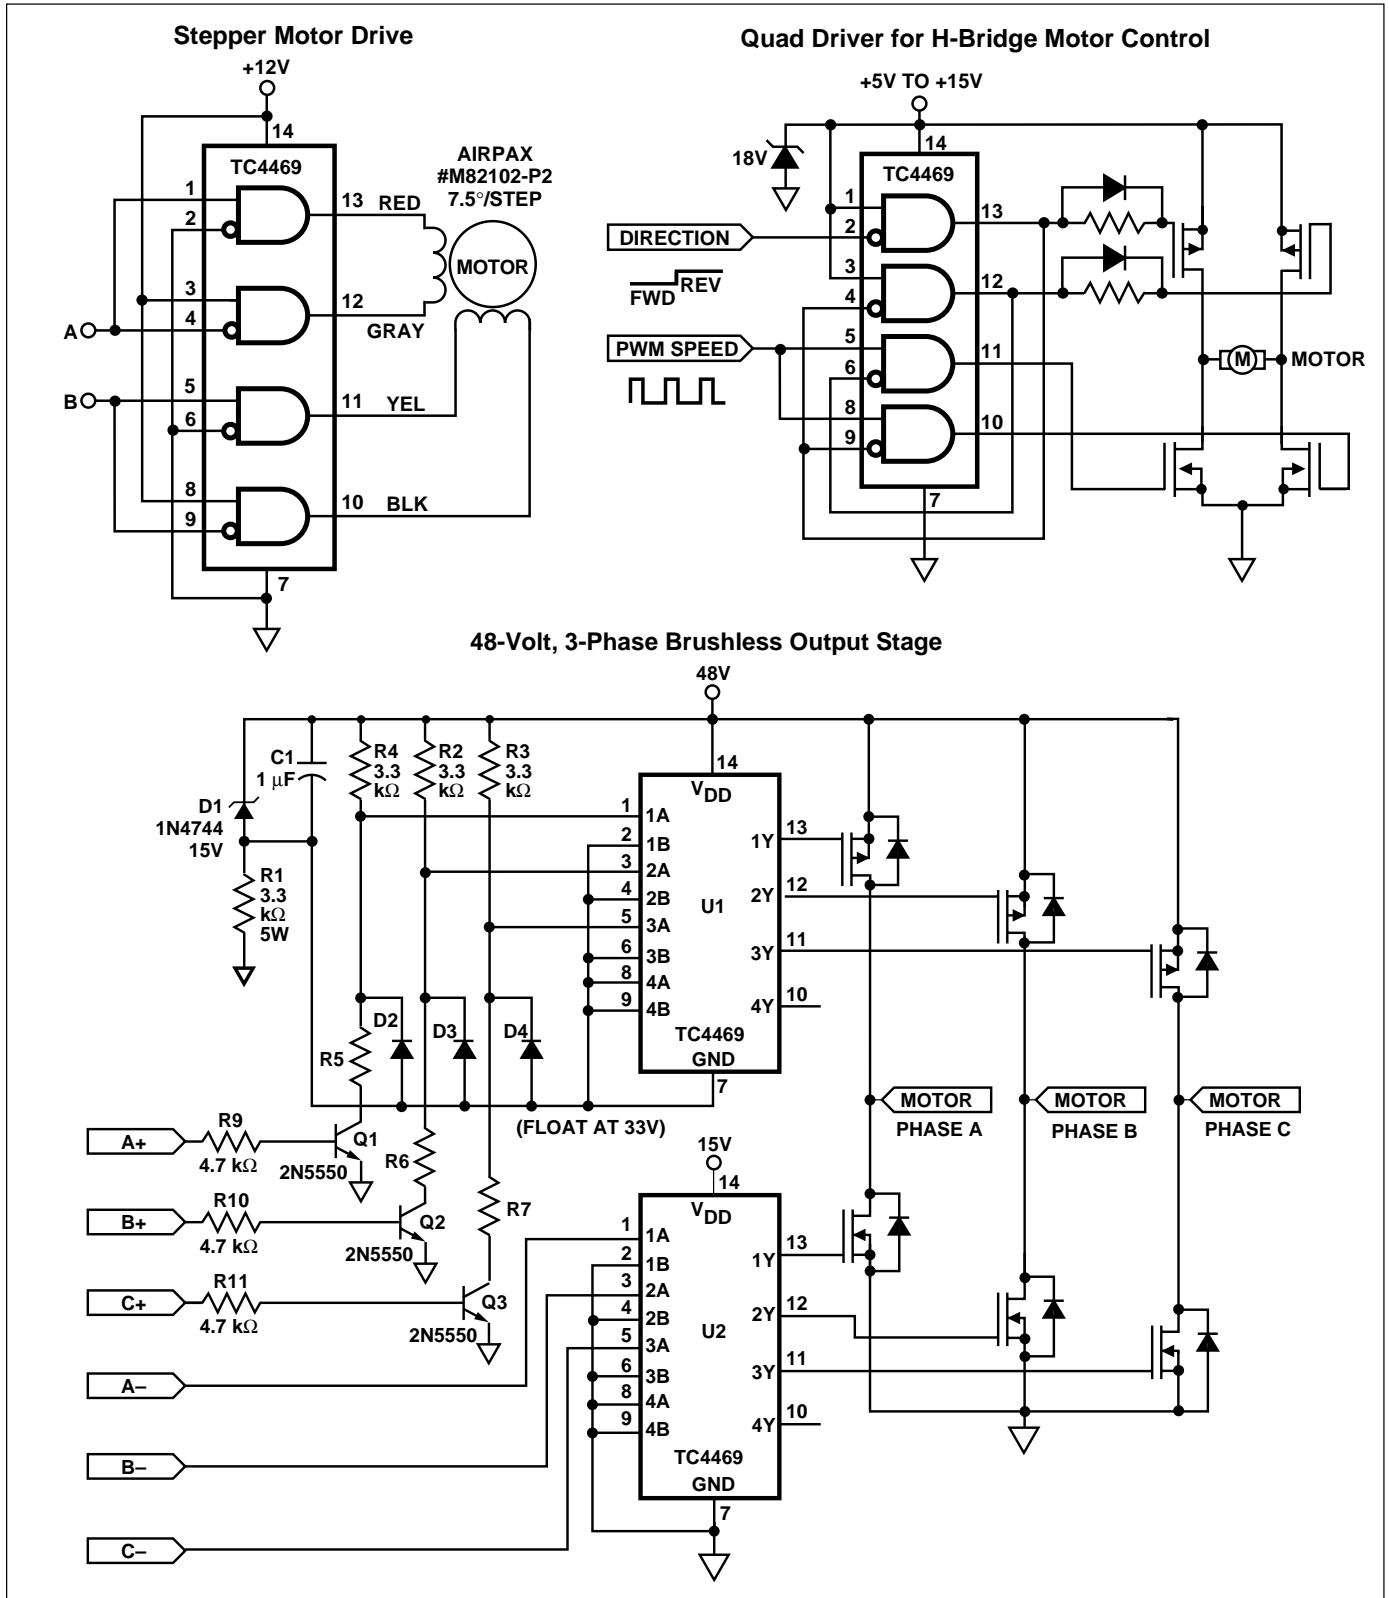 Stepper Motor Drive
+12V
14
TC4469
AIRPAX
#M82102-P2
7.5°/STEP
1
2
13
RED
MOTOR
3
4
12
GRAY
A
5
6
11
YEL
B
8
9
10
BLK
7
Quad Driver for H-Bridge Motor Control
+5V TO +15V
14
18V
TC4469
1
2
13
DIRECTION
3
4
12
FWD
REV
5
6
11
PWM SPEED
M
MOTOR
8
9
10
7
48-Volt, 3-Phase Brushless Output Stage
48V
14
C1
1 µF
R4
3.3
kΩ
R2
3.3
kΩ
R3
3.3
kΩ
D1
1N4744
15V
R1
3.3
kΩ
5W
VDD
1
1A
2
1B
3
2A
4
2B
5
3A
6
3B
8
4A
9
4B
1Y
13
2Y
12
3Y
11
4Y
10
U1
TC4469
GND
7
D2
D3
D4
R5
(FLOAT AT 33V)
MOTOR
PHASE A
MOTOR
PHASE B
MOTOR
PHASE C
A+
R9
4.7 kΩ
Q1
2N5550
R6
B+
R10
4.7 kΩ
Q2
2N5550
R7
C+
R11
4.7 kΩ
Q3
2N5550
A–
B–
C–
15V
14
VDD
1
1A
2
1B
3
2A
4
2B
5
3A
6
3B
8
4A
9
4B
1Y
13
2Y
12
3Y
11
4Y
10
U2
TC4469
GND
7